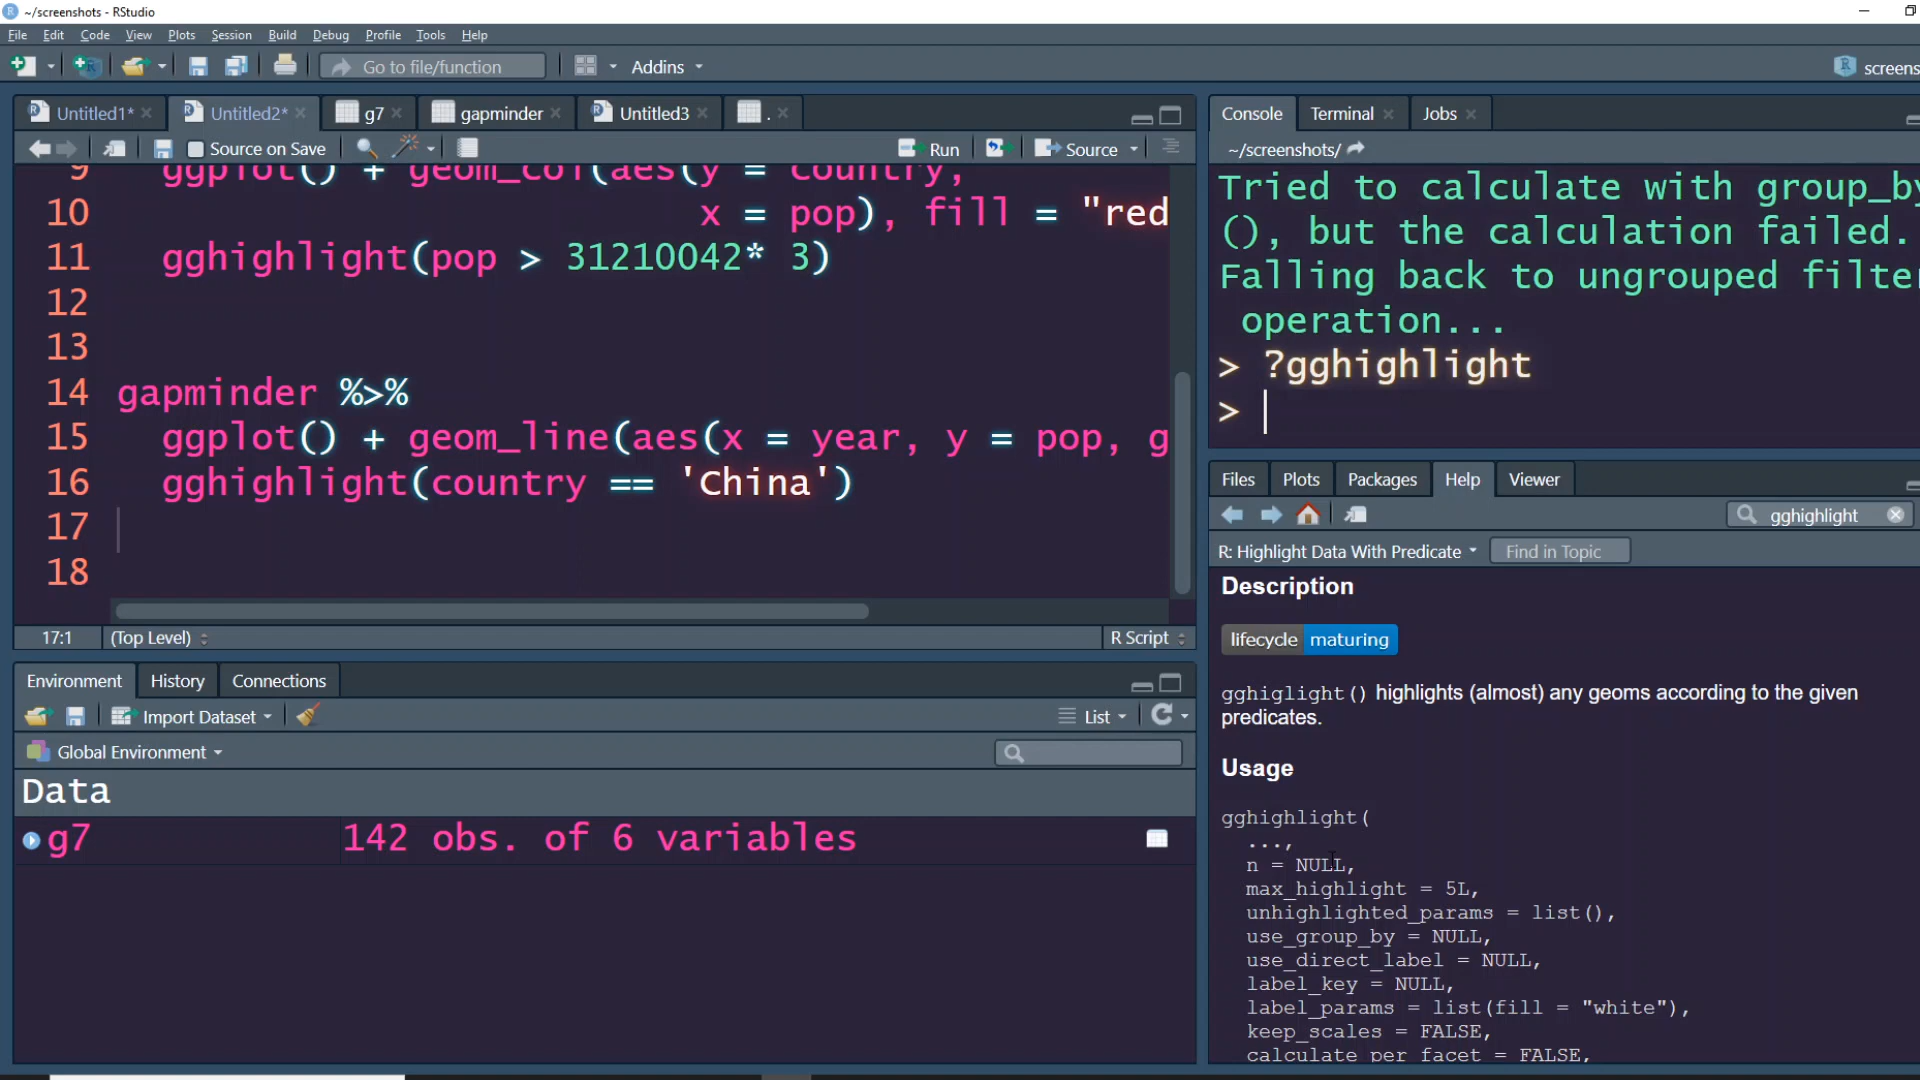 ~/screenshots - RStudio
File Edit Code View Plots Session Build Debug Profile Tools Help
Go to file/function Addins screens
Untitled1* Untitled2* g7 gapminder Untitled3 .
Source on Save Run Source
9 ggplot() + geom_col(aes(y = country,
10 x = pop), fill = "red
11 gghighlight(pop > 31210042* 3)
12
13
14 gapminder %>%
15 ggplot() + geom_line(aes(x = year, y = pop, g
16 gghighlight(country == 'China')
17
18
17:1 (Top Level) R Script
Environment History Connections
Import Dataset List
Global Environment
Data
g7 142 obs. of 6 variables
Console Terminal Jobs
~/screenshots/
Tried to calculate with group_by
(), but the calculation failed.
Falling back to ungrouped filte
operation...
> ?gghighlight
>
Files Plots Packages Help Viewer
gghighlight
R: Highlight Data With Predicate Find in Topic
Description
lifecycle maturing
gghiglight() highlights (almost) any geoms according to the given
predicates.
Usage
gghighlight(
...,
n = NULL,
max_highlight = 5L,
unhighlighted_params = list(),
use_group_by = NULL,
use_direct_label = NULL,
label_key = NULL,
label_params = list(fill = "white"),
keep_scales = FALSE,
calculate_per_facet = FALSE,